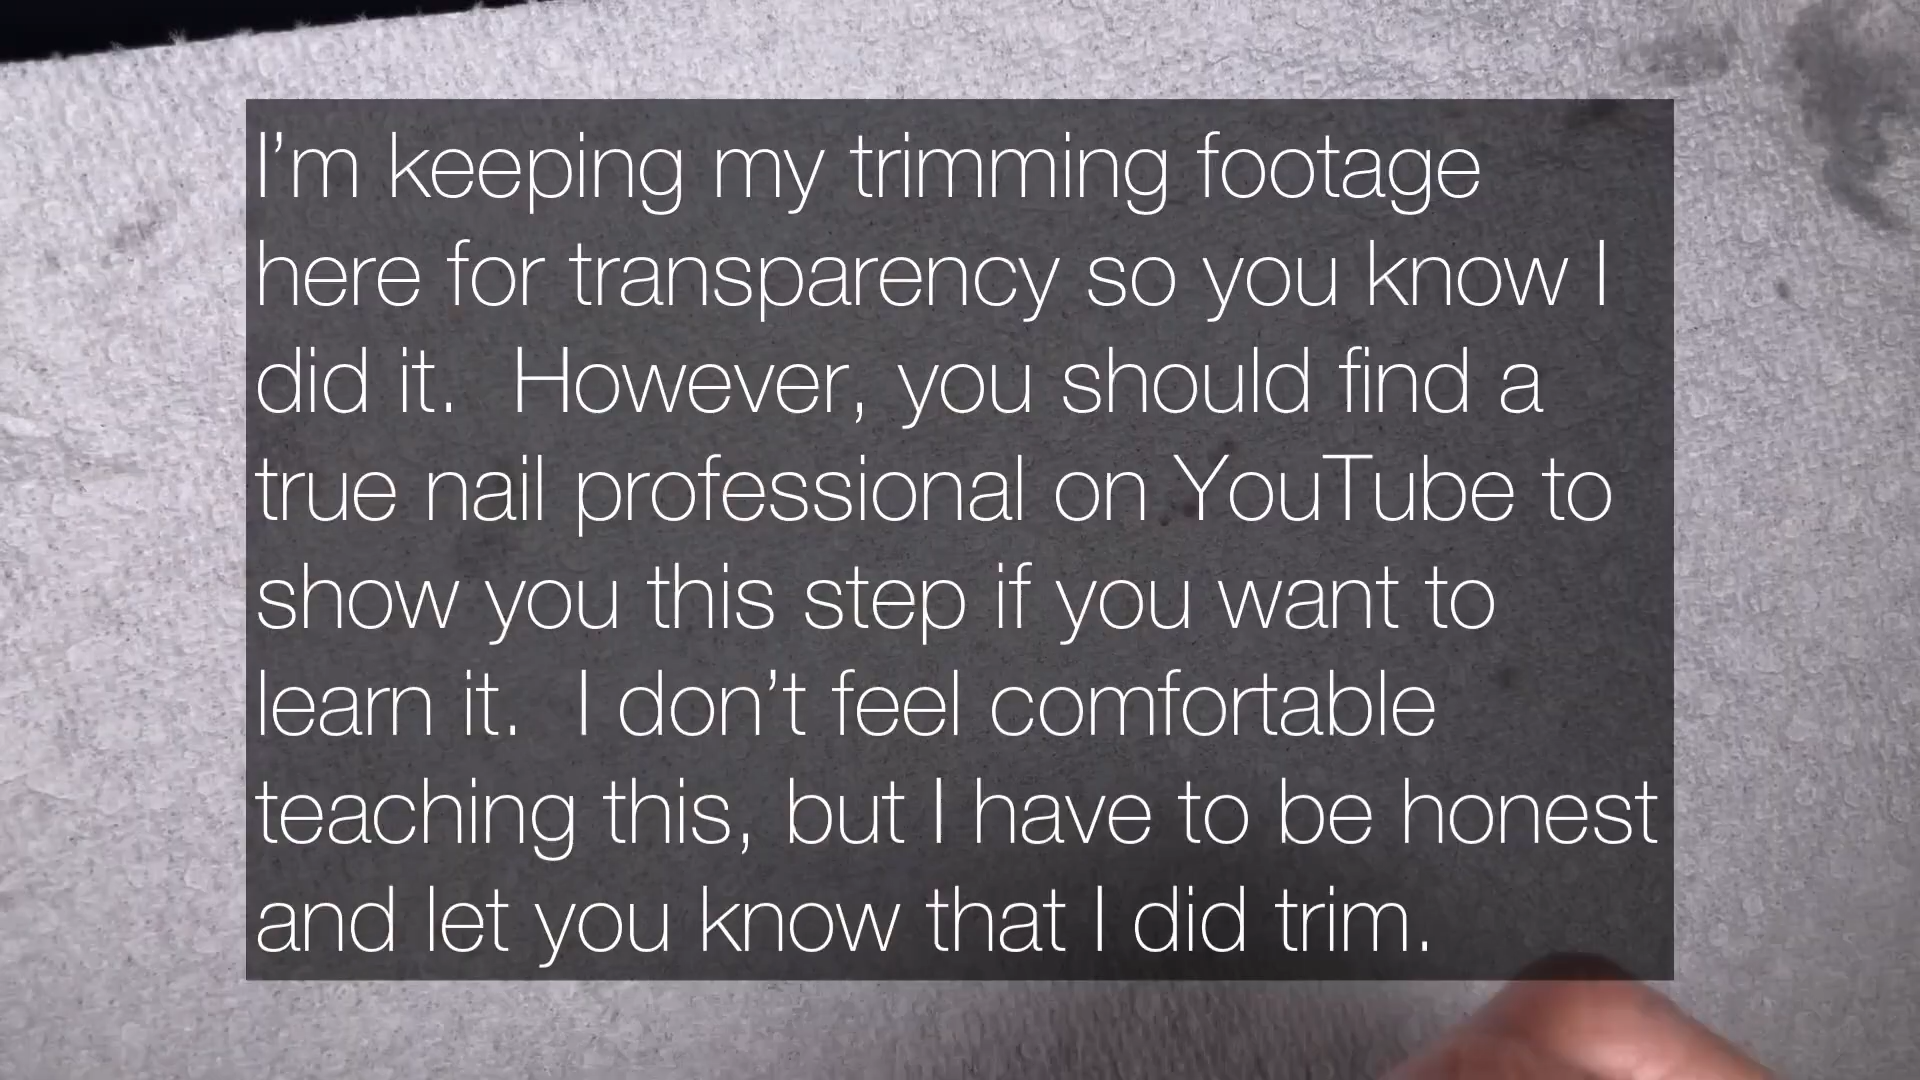 I’m keeping my trimming footage
here for transparency so you know I
did it.  However, you should find a
true nail professional on YouTube to
show you this step if you want to
learn it.  I don’t feel comfortable
teaching this, but I have to be honest
and let you know that I did trim.